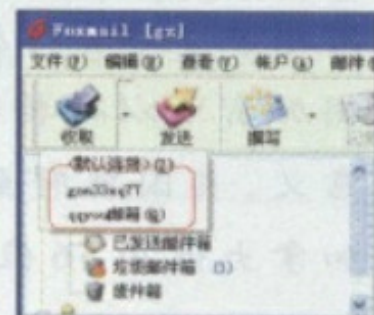 Foxmail [gx]
文件(F) 编辑(E) 查看(V) 帐户(A) 邮件
收取 发送 撰写
(默认连接)(Z)
邮箱(Q)
已发送邮件箱
垃圾邮件箱 (3)
废件箱